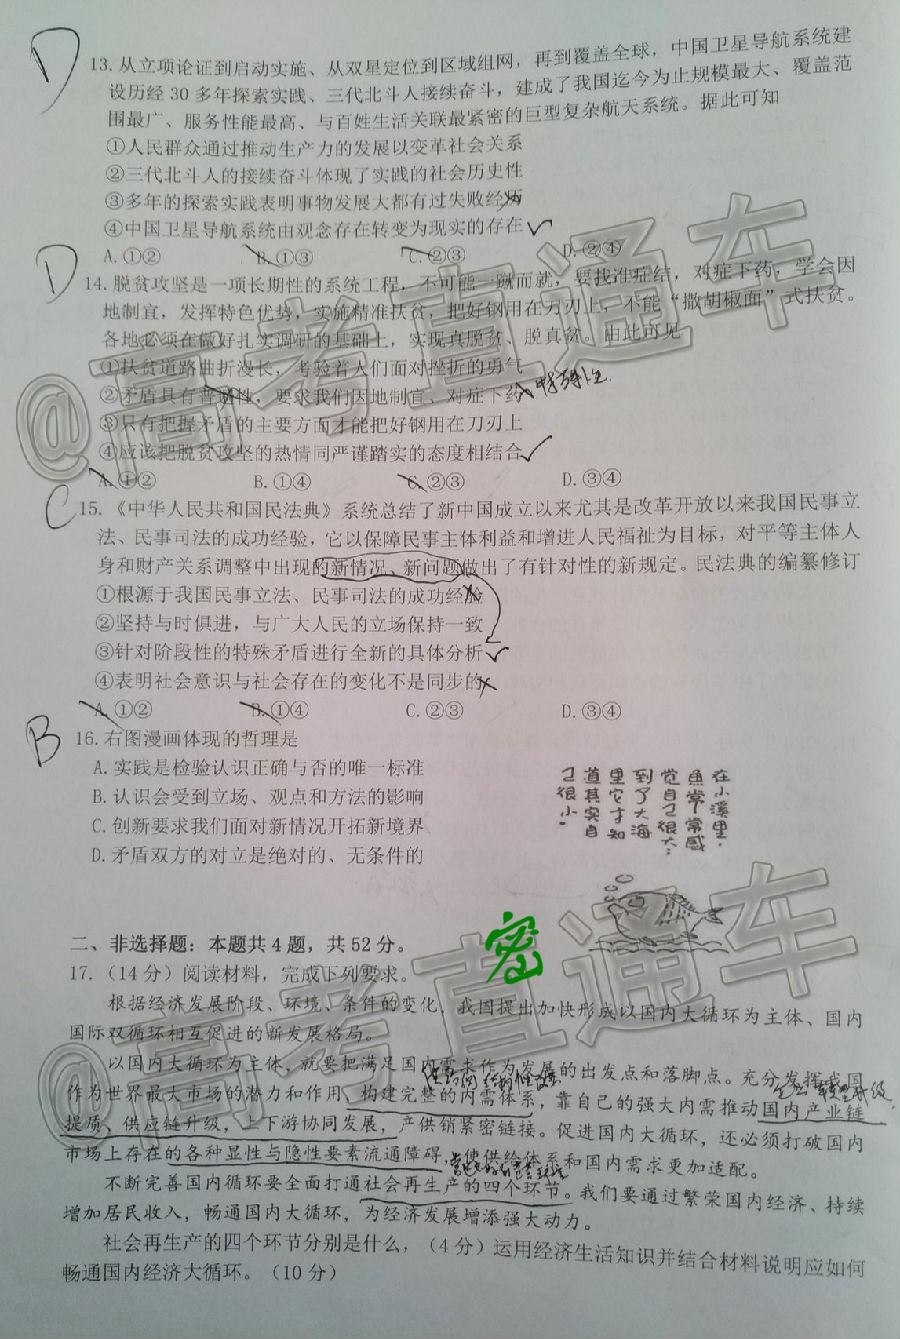 D
13.从立项论证到启动实施、从双星定位到区域组网，再到覆盖全球，中国卫星导航系统建
设历经30多年探索实践、三代北斗人接续奋斗，建成了我国迄今为止规模最大、覆盖范
围最广、服务性能最高、与百姓生活关联最紧密的巨型复杂航天系统。据此可知
①人民群众通过推动生产力的发展以变革社会关系
②三代北斗人的接续奋斗体现了实践的社会历史性
③多年的探索实践表明事物发展大都有过失败经历
④中国卫星导航系统由观念存在转变为现实的存在
A.①② B.①③ C.②③ D.②④
D
14.脱贫攻坚是一项长期性的系统工程，不可能一蹴而就，要找准症结，对症下药，学会因
地制宜，发挥特色优势，实施精准扶贫，把好钢用在刀刃上，不能“撒胡椒面”式扶贫。
各地必须在做好扎实调研的基础上，实现真脱贫、脱真贫。由此可见
①扶贫道路曲折漫长，考验着人们面对挫折的勇气
②矛盾具有普遍性，要求我们因地制宜、对症下药 特殊性
③只有把握矛盾的主要方面才能把好钢用在刀刃上
④应该把脱贫攻坚的热情同严谨踏实的态度相结合
A.①② B.①④ C.②③ D.③④
C
15.《中华人民共和国民法典》系统总结了新中国成立以来尤其是改革开放以来我国民事立
法、民事司法的成功经验，它以保障民事主体利益和增进人民福祉为目标，对平等主体人
身和财产关系调整中出现的新情况、新问题做出了有针对性的新规定。民法典的编纂修订
①根源于我国民事立法、民事司法的成功经验
②坚持与时俱进，与广大人民的立场保持一致
③针对阶段性的特殊矛盾进行全新的具体分析
④表明社会意识与社会存在的变化不是同步的
A.①② B.①④ C.②③ D.③④
B
16.右图漫画体现的哲理是
A.实践是检验认识正确与否的唯一标准
B.认识会受到立场、观点和方法的影响
C.创新要求我们面对新情况开拓新境界
D.矛盾双方的对立是绝对的、无条件的
在小溪里，
鱼常常感
觉自己很大；
到了大海
里它才知
道其实自
己很小。
密
二、非选择题：本题共4题，共52分。
17.（14分）阅读材料，完成下列要求。
根据经济发展阶段、环境、条件的变化，我国提出加快形成以国内大循环为主体、国内
国际双循环相互促进的新发展格局。
以国内大循环为主体，就要把满足国内需求作为发展的出发点和落脚点。充分发挥我国
作为世界最大市场的潜力和作用，构建完整的内需体系，靠自己的强大内需推动国内产业链
提质、供应链升级，上下游协同发展，产供销紧密链接。促进国内大循环，还必须打破国内
市场上存在的各种显性与隐性要素流通障碍，使供给体系和国内需求更加适配。
不断完善国内循环要全面打通社会再生产的四个环节。我们要通过繁荣国内经济、持续
增加居民收入，畅通国内大循环，为经济发展增添强大动力。
社会再生产的四个环节分别是什么，（4分）运用经济生活知识并结合材料说明应如何
畅通国内经济大循环。（10分）
@高考直通车
@高考直通车